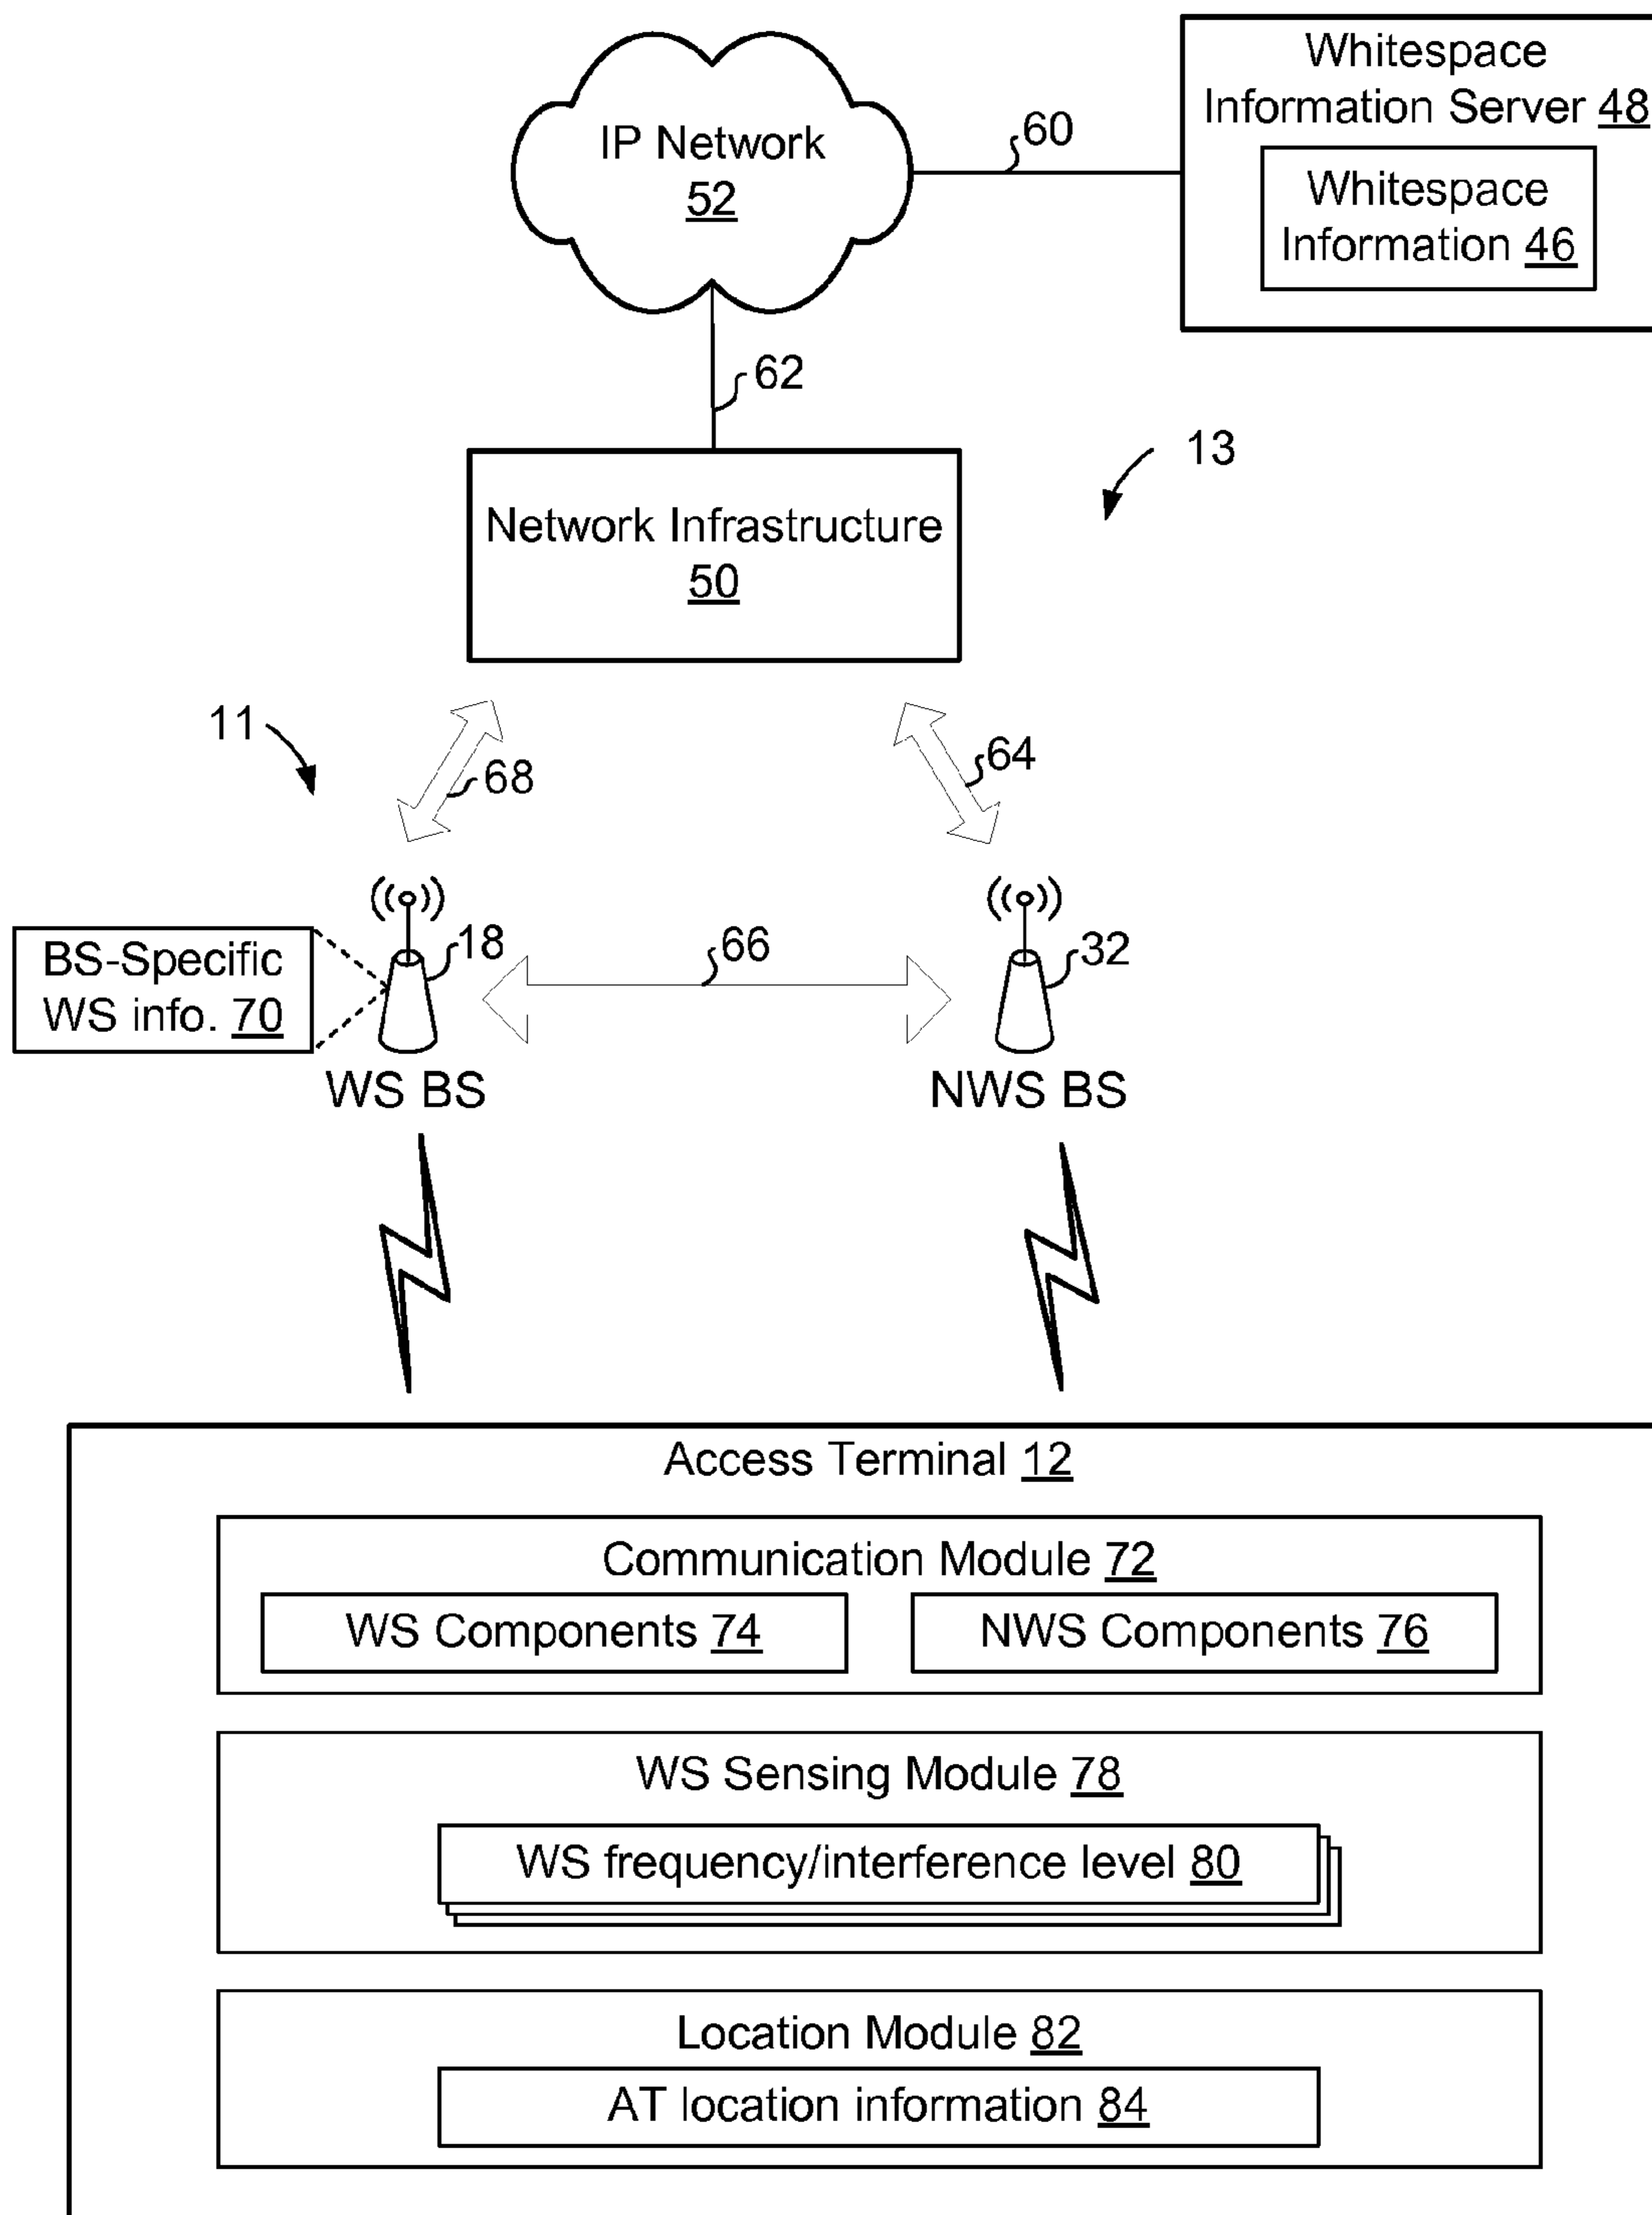 Whitespace
Information Server 48
IP Network
52
60
Whitespace
Information 46
62
13
Network Infrastructure
50
11
68
64
18
66
32
BS-Specific
WS info. 70
WS BS
NWS BS
Access Terminal 12
Communication Module 72
WS Components 74
NWS Components 76
WS Sensing Module 78
WS frequency/interference level 80
Location Module 82
AT location information 84